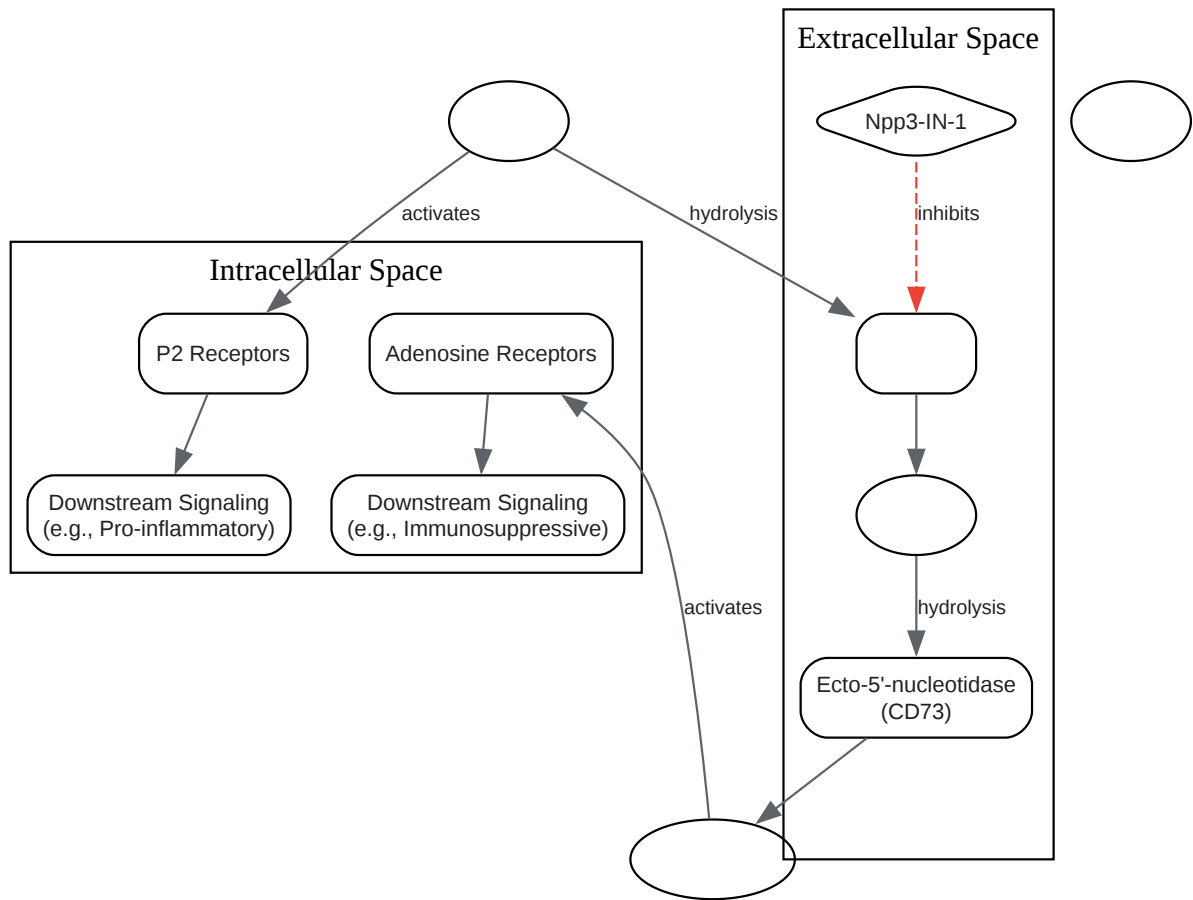 Extracellular Space
Npp3-IN-1
activates
hydrolysis
inhibits
Intracellular Space
P2 Receptors
Adenosine Receptors
Downstream Signaling
(e.g., Pro-inflammatory)
Downstream Signaling
(e.g., Immunosuppressive)
activates
hydrolysis
Ecto-5'-nucleotidase
(CD73)